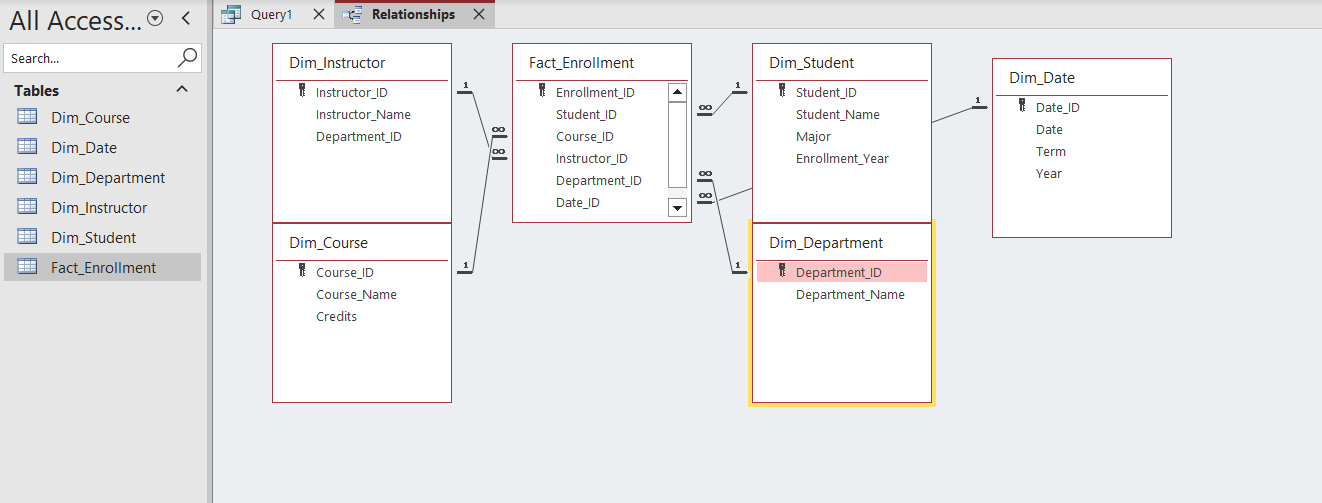 All Access...
Search...
Tables
Dim_Course
Dim_Date
Dim_Department
Dim_Instructor
Dim_Student
Fact_Enrollment
Query1
Relationships
Dim_Instructor
Instructor_ID
Instructor_Name
Department_ID
Dim_Course
Course_ID
Course_Name
Credits
1
1
∞
∞
Fact_Enrollment
Enrollment_ID
Student_ID
Course_ID
Instructor_ID
Department_ID
Date_ID
∞
∞
∞
1
1
Dim_Student
Student_ID
Student_Name
Major
Enrollment_Year
Dim_Department
Department_ID
Department_Name
1
Dim_Date
Date_ID
Date
Term
Year